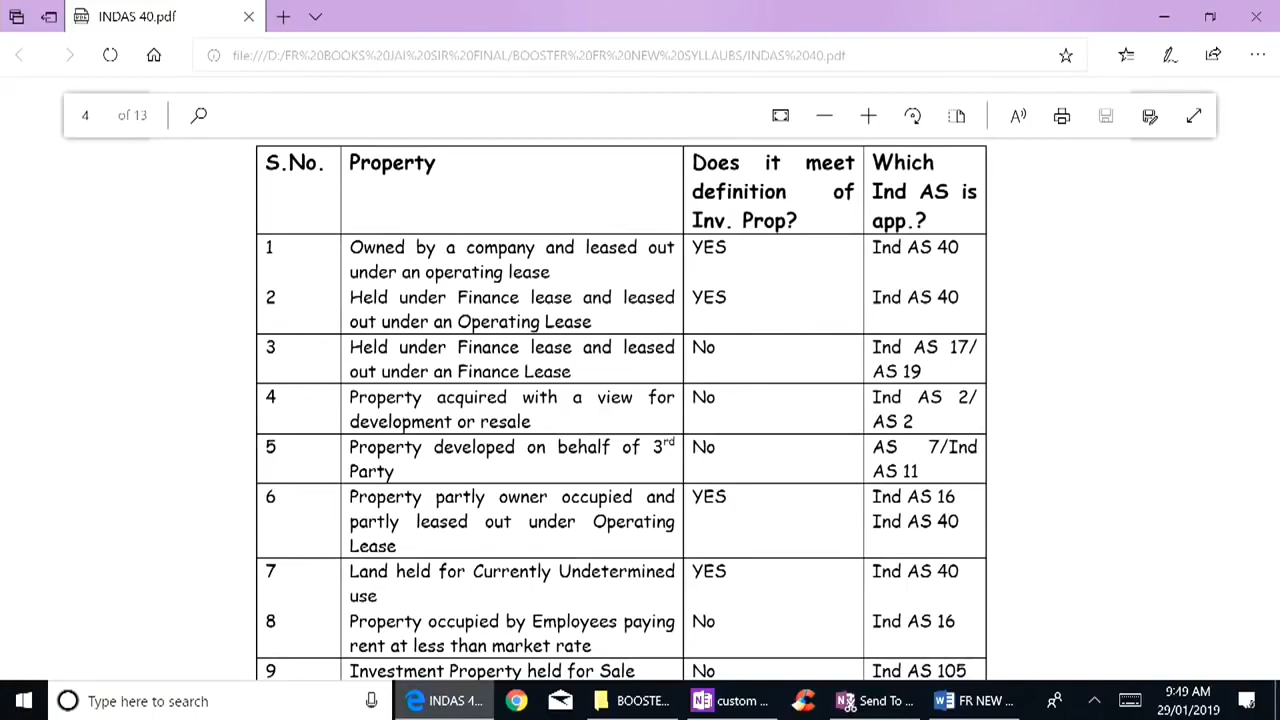 INDAS 40.pdf
file:///D:/FR%20BOOKS%20JAI%20SIR%20FINAL/BOOSTER%20FR%20NEW%20SYLLAUBS/INDAS%2040.pdf
4 of 13
S.No. Property Does it meet Which
definition of Ind AS is
Inv. Prop? app.?
1 Owned by a company and leased out YES Ind AS 40
under an operating lease
2 Held under Finance lease and leased YES Ind AS 40
out under an Operating Lease
3 Held under Finance lease and leased No Ind AS 17/
out under an Finance Lease AS 19
4 Property acquired with a view for No Ind AS 2/
development or resale AS 2
5 Property developed on behalf of 3rd No AS 7/Ind
Party AS 11
6 Property partly owner occupied and YES Ind AS 16
partly leased out under Operating Ind AS 40
Lease
7 Land held for Currently Undetermined YES Ind AS 40
use
8 Property occupied by Employees paying No Ind AS 16
rent at less than market rate
9 Investment Property held for Sale No Ind AS 105
Type here to search
INDAS 4...
BOOSTE...
custom ...
Send To ...
FR NEW ...
9:49 AM
29/01/2019